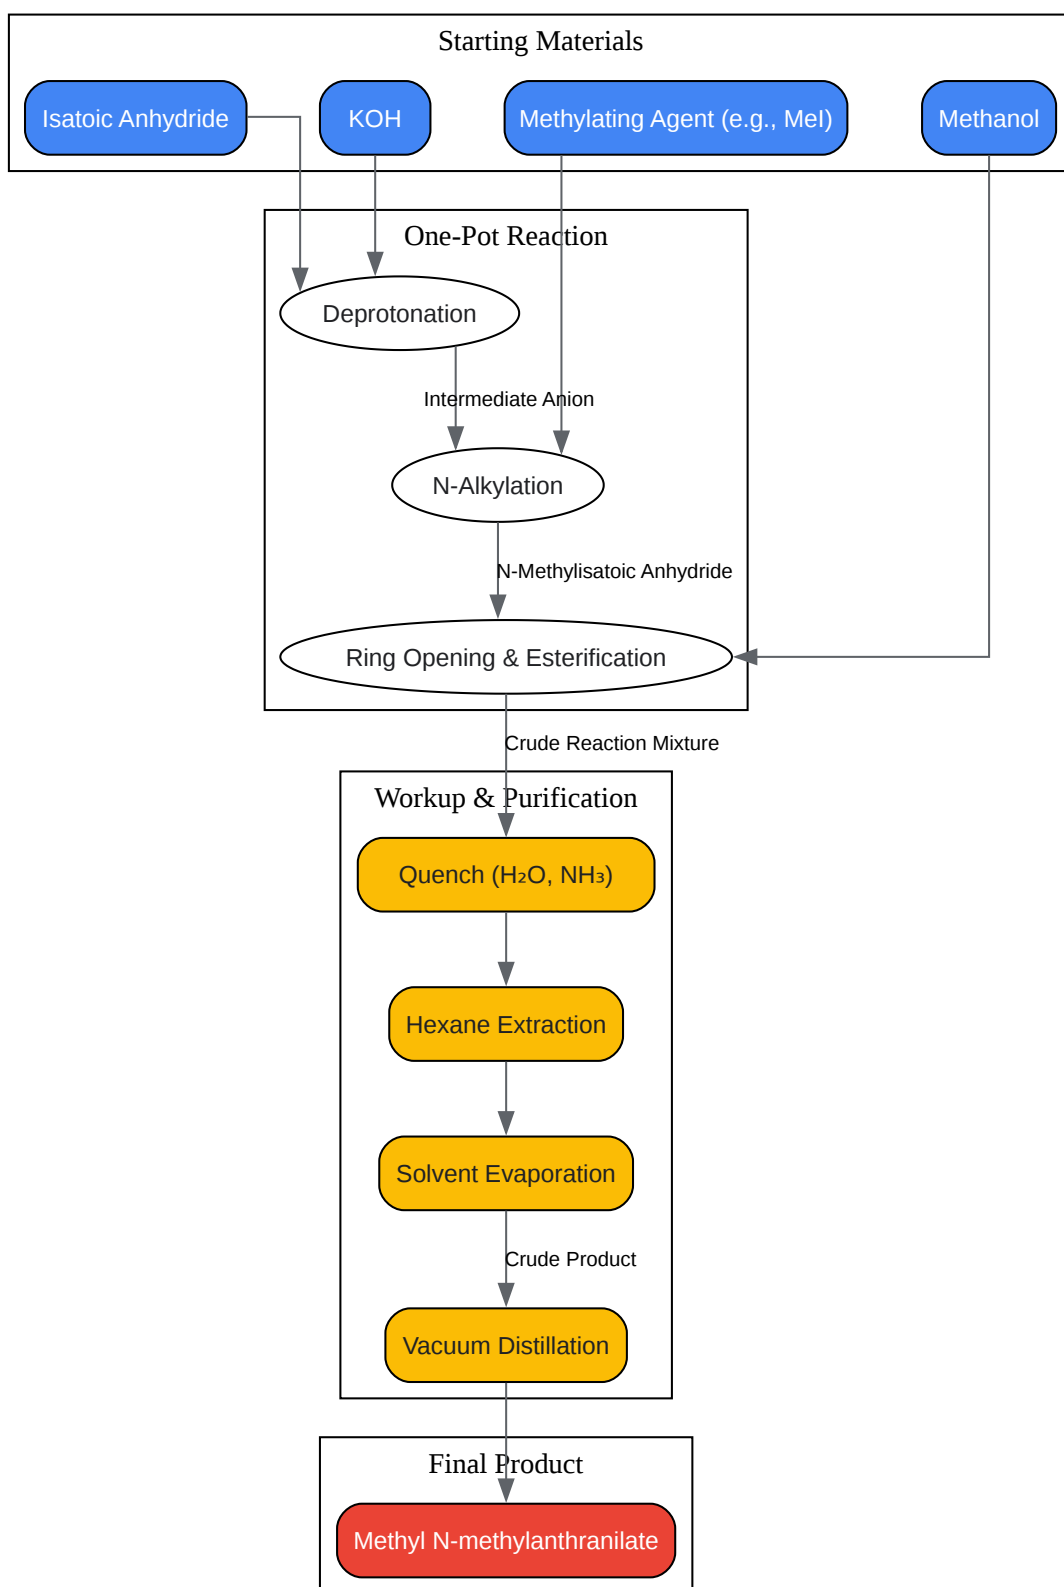 Starting Materials
Isatoic Anhydride
KOH
Methylating Agent (e.g., MeI)
Methanol
One-Pot Reaction
Deprotonation
Intermediate Anion
N-Alkylation
N-Methylisatoic Anhydride
Ring Opening & Esterification
Crude Reaction Mixture
Workup & Purification
Quench (H₂O, NH₃)
Hexane Extraction
Solvent Evaporation
Crude Product
Vacuum Distillation
Final Product
Methyl N-methylanthranilate